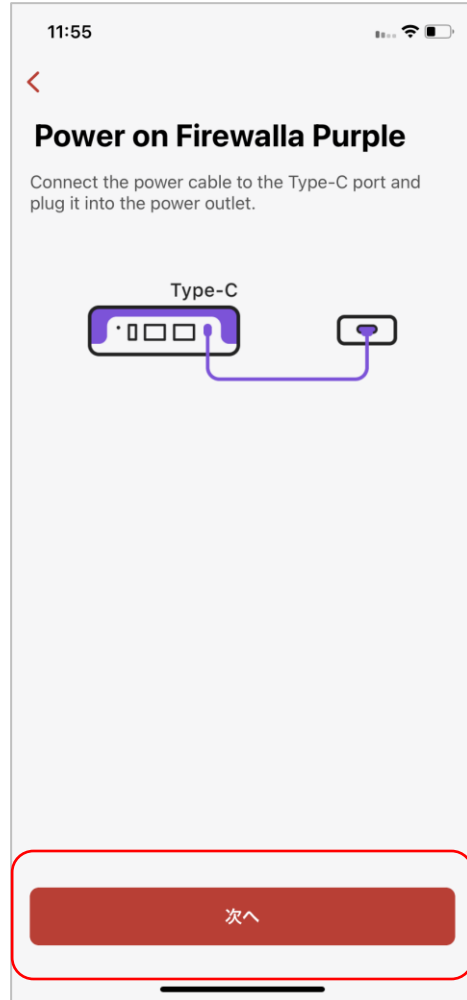 11:55
Power on Firewalla Purple
Connect the power cable to the Type-C port and
plug it into the power outlet.
Type-C
次へ